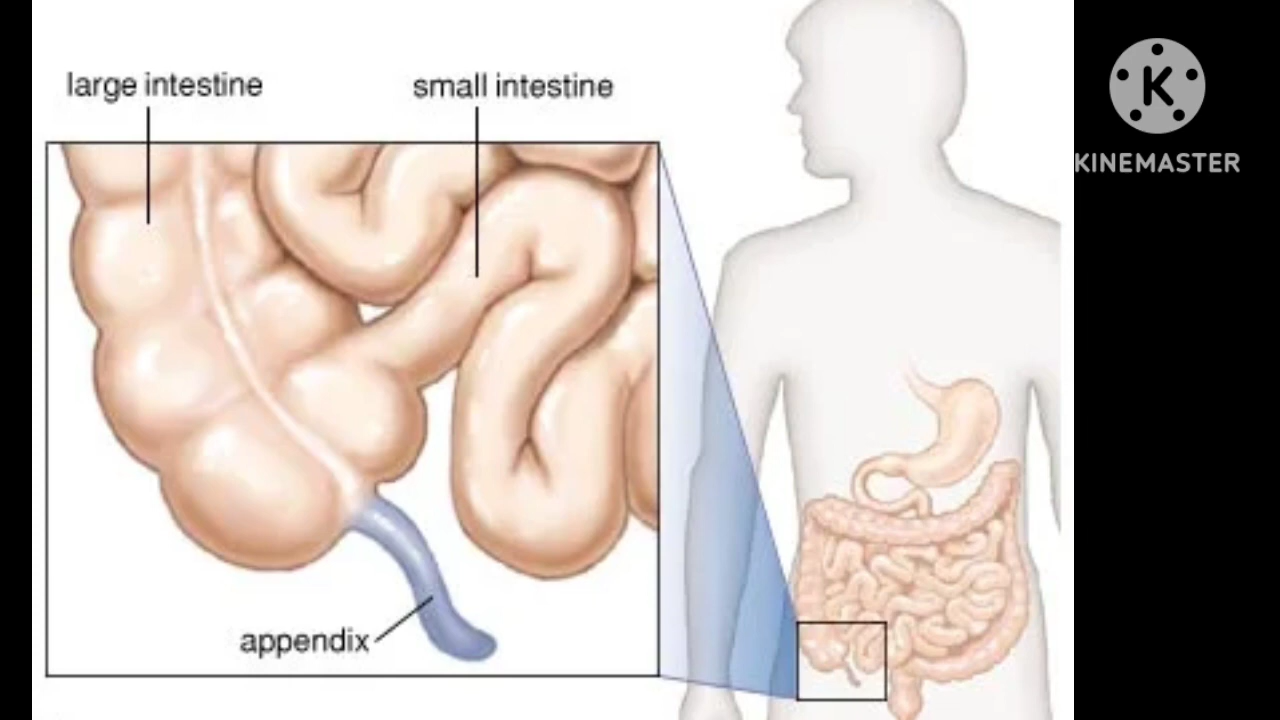 large intestine
small intestine
appendix
K
KINEMASTER